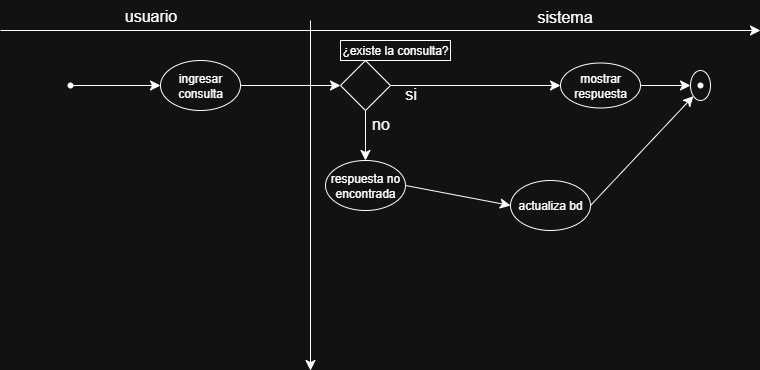 usuario
sistema
¿existe la consulta?
ingresar
consulta
si
mostrar
respuesta
no
respuesta no
encontrada
actualiza bd